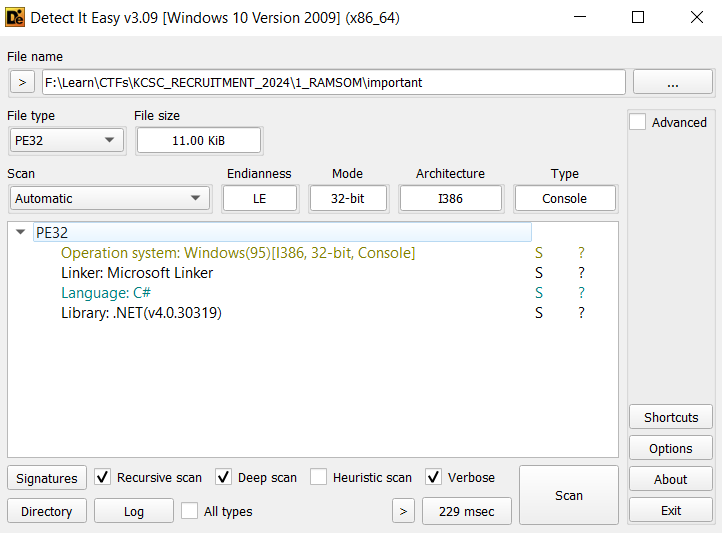 Detect It Easy v3.09 [Windows 10 Version 2009] (x86_64)
File name
> F:\Learn\CTFs\KCSC_RECRUITMENT_2024\1_RAMSOM\important ...
File type File size
PE32 11.00 KiB
Advanced
Scan Endianness Mode Architecture Type
Automatic LE 32-bit I386 Console
PE32
Operation system: Windows(95)[I386, 32-bit, Console] S ?
Linker: Microsoft Linker S ?
Language: C# S ?
Library: .NET(v4.0.30319) S ?
Shortcuts
Options
Signatures Recursive scan Deep scan Heuristic scan Verbose Scan About
Directory Log All types > 229 msec Exit